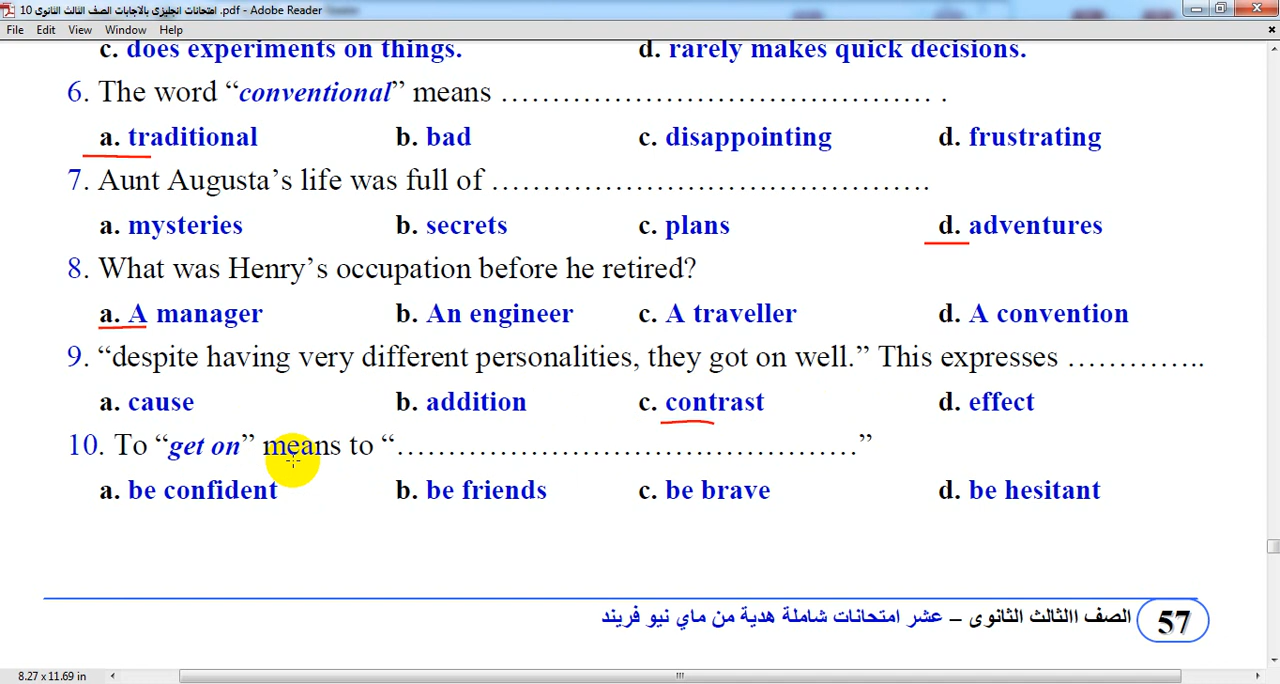 10 امتحانات انجليزى بالاجابات الصف الثالث الثانوى .pdf - Adobe Reader
File Edit View Window Help
c. does experiments on things. d. rarely makes quick decisions.
6. The word “conventional” means ………………………………………… .
a. traditional b. bad c. disappointing d. frustrating
7. Aunt Augusta’s life was full of …………………………………………
a. mysteries b. secrets c. plans d. adventures
8. What was Henry’s occupation before he retired?
a. A manager b. An engineer c. A traveller d. A convention
9. “despite having very different personalities, they got on well.” This expresses …………..
a. cause b. addition c. contrast d. effect
10. To “get on” means to “…………………………………………”
a. be confident b. be friends c. be brave d. be hesitant
الصف االثالث الثانوى – عشر امتحانات شاملة هدية من ماي نيو فريند
57
8.27 x 11.69 in